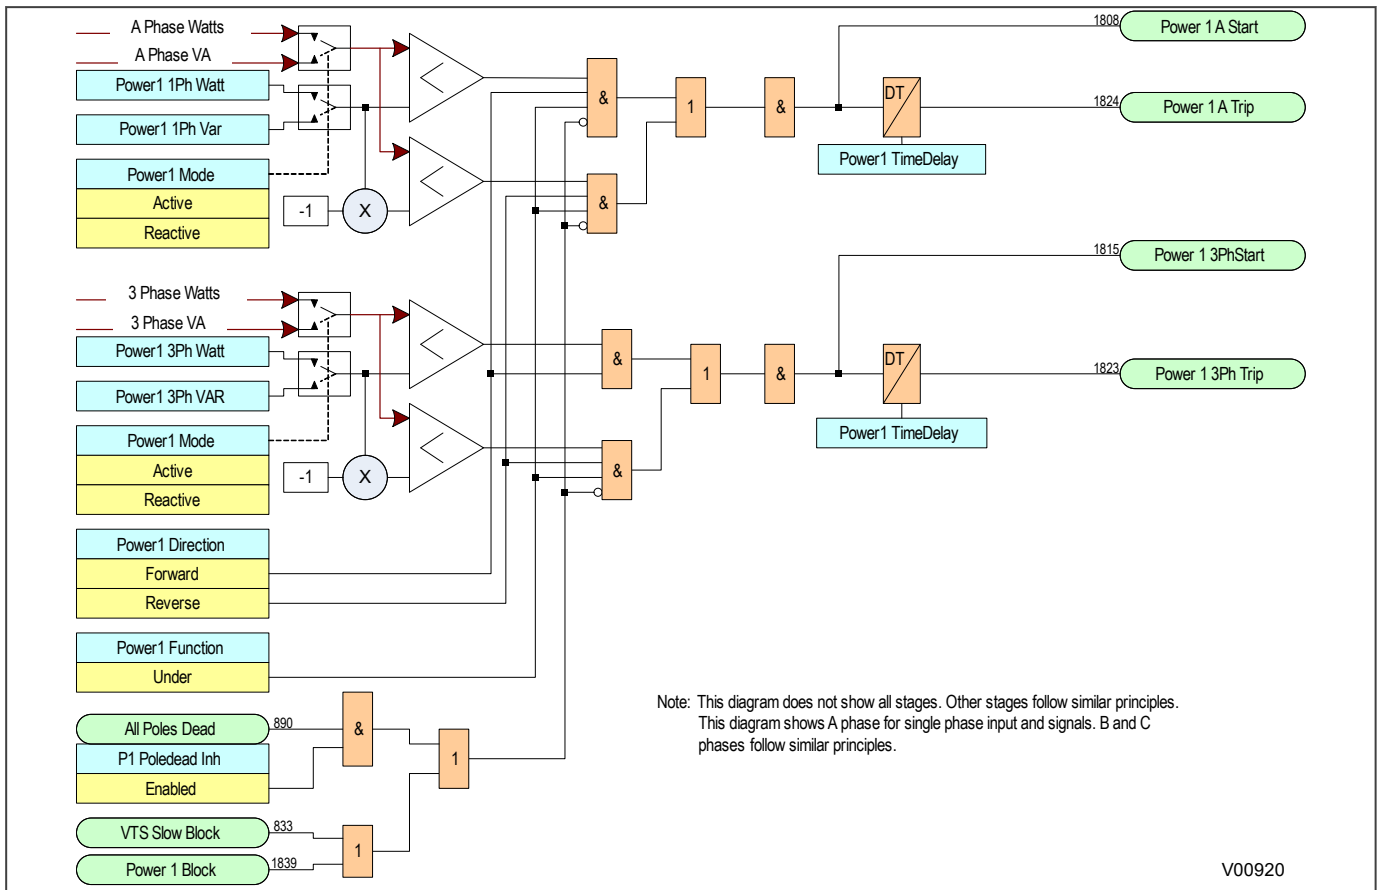 A Phase Watts
A Phase VA
Power1 1Ph Watt
Power1 1Ph Var
Power1 Mode
Active
Reactive
-1
X
&
&
1
&
DT
Power1 TimeDelay
1808
Power 1 A Start
1824
Power 1 A Trip
3 Phase Watts
3 Phase VA
Power1 3Ph Watt
Power1 3Ph VAR
Power1 Mode
Active
Reactive
-1
X
&
&
1
&
DT
Power1 TimeDelay
1815
Power 1 3PhStart
1823
Power 1 3Ph Trip
Power1 Direction
Forward
Reverse
Power1 Function
Under
All Poles Dead
890
P1 Poledead Inh
Enabled
&
1
VTS Slow Block
833
Power 1 Block
1839
1
Note: This diagram does not show all stages. Other stages follow similar principles.
This diagram shows A phase for single phase input and signals. B and C
phases follow similar principles.
V00920